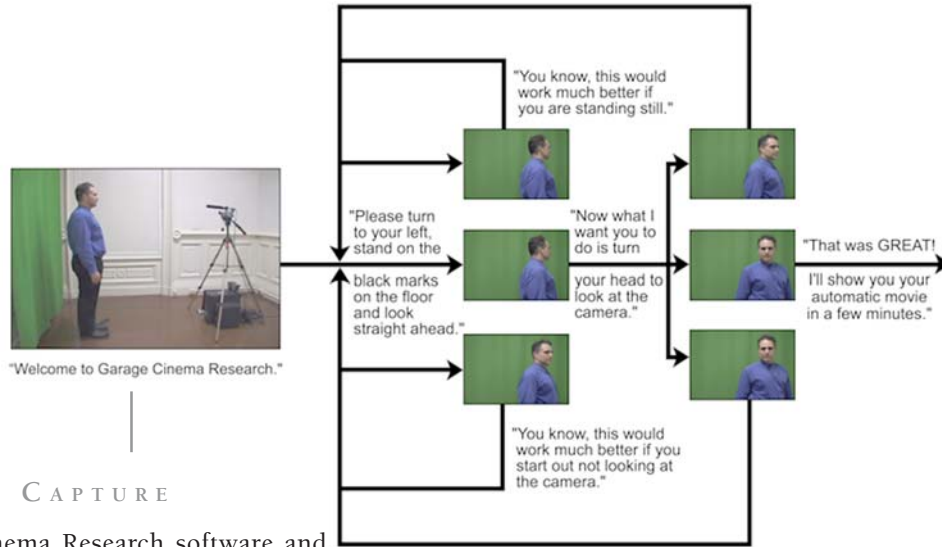 "You know, this would
work much better if
you are standing still."
"Please turn
to your left,
stand on the
black marks
on the floor
and look
straight ahead."
"Now what I
want you to
do is turn
your head to
look at the
camera."
"That was GREAT!
I'll show you your
automatic movie
in a few minutes."
"Welcome to Garage Cinema Research."
"You know, this would
work much better if you
start out not looking at
the camera."
CAPTURE
nema Research software and